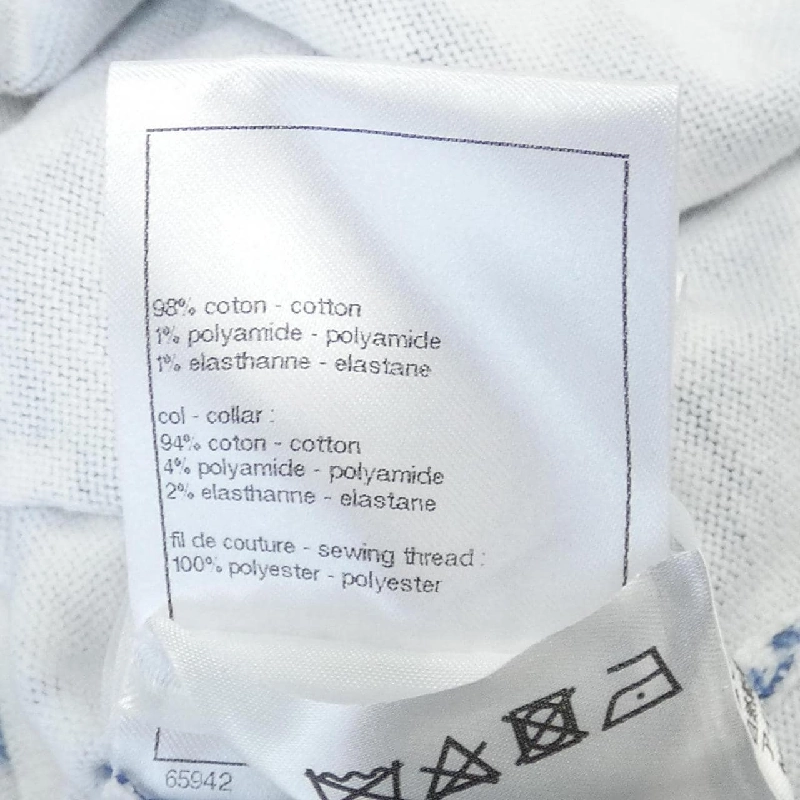 98% coton - cotton
1% polyamide - polyamide
1% elasthanne - elastane
col - collar :
94% coton - cotton
4% polyamide - polyamide
2% elasthanne - elastane
fil de couture - sewing thread :
100% polyester - polyester
65942